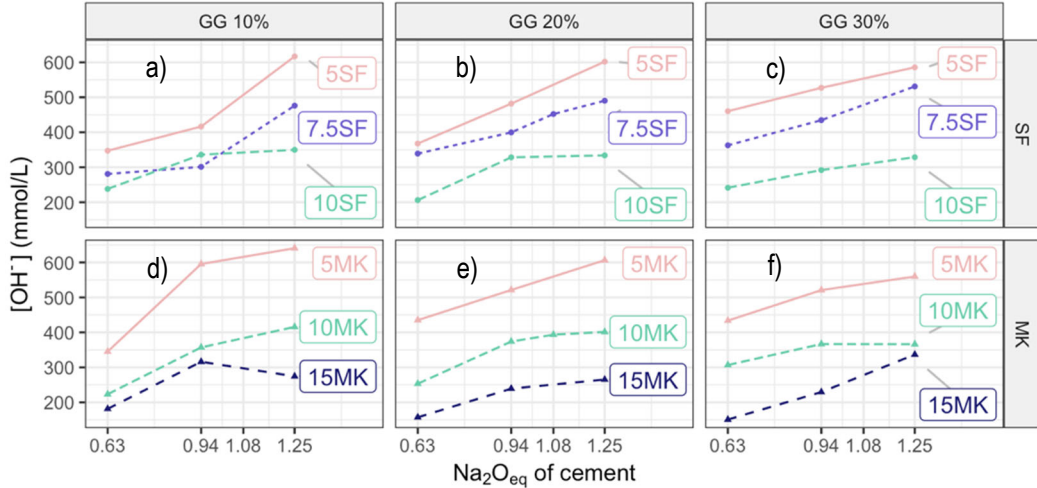 GG 10%
GG 20%
GG 30%
[OH⁻] (mmol/L)
600
500
400
300
200
a)
5SF
7.5SF
10SF
b)
5SF
7.5SF
10SF
c)
5SF
7.5SF
10SF
SF
600
500
400
300
200
d)
5MK
10MK
15MK
e)
5MK
10MK
15MK
f)
5MK
10MK
15MK
MK
0.63 0.94 1.08 1.25
0.63 0.94 1.08 1.25
0.63 0.94 1.08 1.25
Na₂Oeq of cement